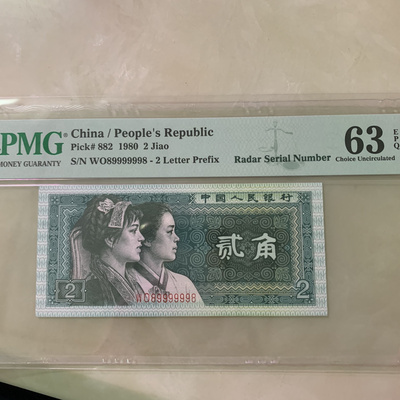 PMG
MONEY GUARANTY
China / People's Republic
Pick# 882 1980 2 Jiao
S/N WO89999998 - 2 Letter Prefix
Radar Serial Number
63
Choice Uncirculated
E
P
Q
中国人民银行
贰角
2
WO89999998
2